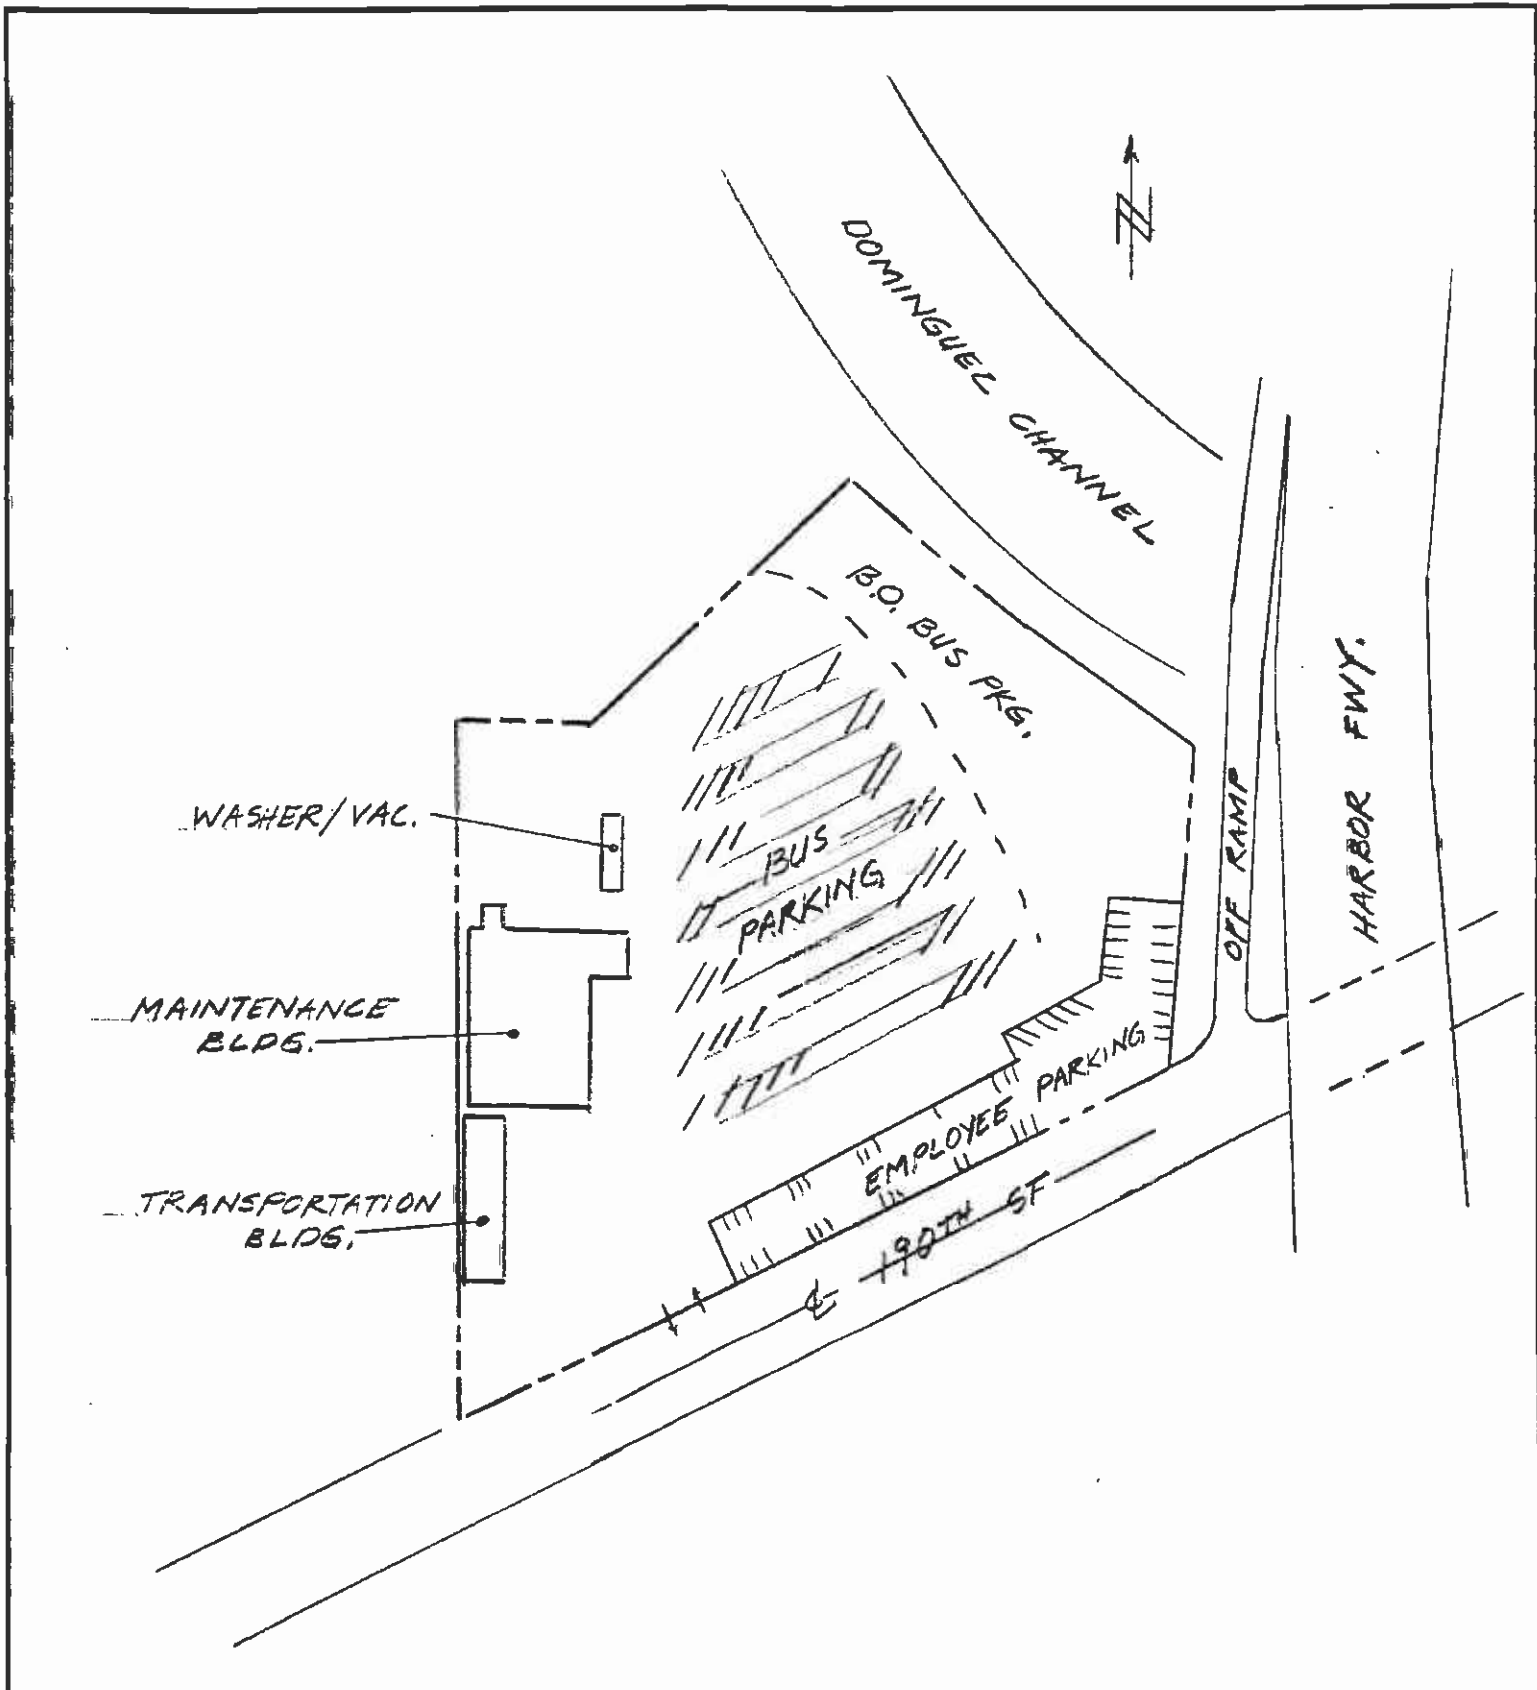 N
DOMINGUEZ CHANNEL
B.O. BUS PKG.
HARBOR FWY.
OFF RAMP
WASHER/VAC.
BUS
PARKING
MAINTENANCE
BLDG.
EMPLOYEE PARKING
TRANSPORTATION
BLDG.
℄ 190TH ST